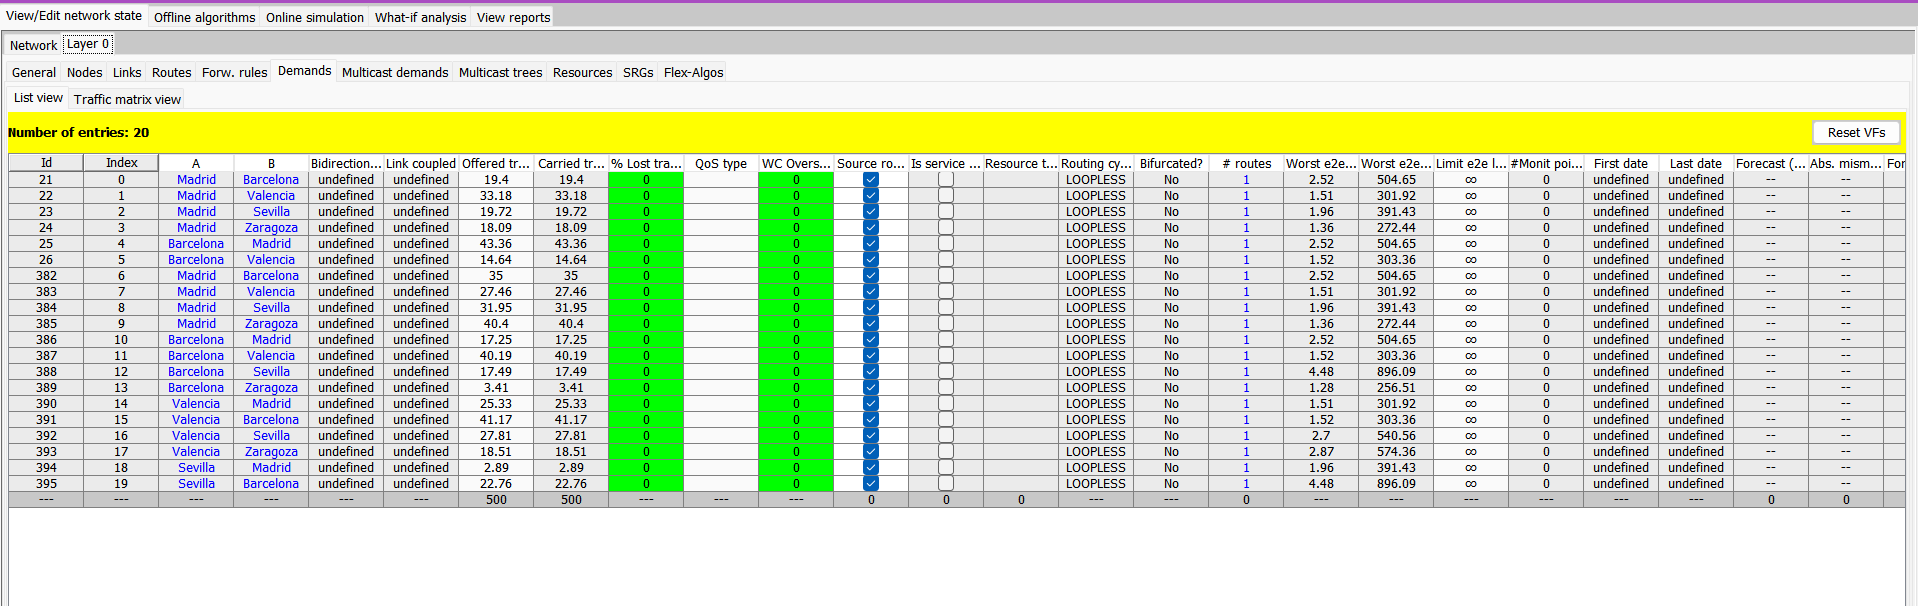 View/Edit network state Offline algorithms Online simulation What-if analysis View reports
Network Layer 0
General Nodes Links Routes Forw. rules Demands Multicast demands Multicast trees Resources SRGs Flex-Algos
List view Traffic matrix view
Number of entries: 20 Reset VFs
Id Index A B Bidirection... Link coupled Offered tr... Carried tr... % Lost tra... QoS type WC Overs... Source ro... Is service ... Resource t... Routing cy... Bifurcated? # routes Worst e2e... Worst e2e... Limit e2e l... #Monit poi... First date Last date Forecast (... Abs. mism... For
21 0 Madrid Barcelona undefined undefined 19.4 19.4 0 0 LOOPLESS No 1 2.52 504.65 ∞ 0 undefined undefined -- --
22 1 Madrid Valencia undefined undefined 33.18 33.18 0 0 LOOPLESS No 1 1.51 301.92 ∞ 0 undefined undefined -- --
23 2 Madrid Sevilla undefined undefined 19.72 19.72 0 0 LOOPLESS No 1 1.96 391.43 ∞ 0 undefined undefined -- --
24 3 Madrid Zaragoza undefined undefined 18.09 18.09 0 0 LOOPLESS No 1 1.36 272.44 ∞ 0 undefined undefined -- --
25 4 Barcelona Madrid undefined undefined 43.36 43.36 0 0 LOOPLESS No 1 2.52 504.65 ∞ 0 undefined undefined -- --
26 5 Barcelona Valencia undefined undefined 14.64 14.64 0 0 LOOPLESS No 1 1.52 303.36 ∞ 0 undefined undefined -- --
382 6 Madrid Barcelona undefined undefined 35 35 0 0 LOOPLESS No 1 2.52 504.65 ∞ 0 undefined undefined -- --
383 7 Madrid Valencia undefined undefined 27.46 27.46 0 0 LOOPLESS No 1 1.51 301.92 ∞ 0 undefined undefined -- --
384 8 Madrid Sevilla undefined undefined 31.95 31.95 0 0 LOOPLESS No 1 1.96 391.43 ∞ 0 undefined undefined -- --
385 9 Madrid Zaragoza undefined undefined 40.4 40.4 0 0 LOOPLESS No 1 1.36 272.44 ∞ 0 undefined undefined -- --
386 10 Barcelona Madrid undefined undefined 17.25 17.25 0 0 LOOPLESS No 1 2.52 504.65 ∞ 0 undefined undefined -- --
387 11 Barcelona Valencia undefined undefined 40.19 40.19 0 0 LOOPLESS No 1 1.52 303.36 ∞ 0 undefined undefined -- --
388 12 Barcelona Sevilla undefined undefined 17.49 17.49 0 0 LOOPLESS No 1 4.48 896.09 ∞ 0 undefined undefined -- --
389 13 Barcelona Zaragoza undefined undefined 3.41 3.41 0 0 LOOPLESS No 1 1.28 256.51 ∞ 0 undefined undefined -- --
390 14 Valencia Madrid undefined undefined 25.33 25.33 0 0 LOOPLESS No 1 1.51 301.92 ∞ 0 undefined undefined -- --
391 15 Valencia Barcelona undefined undefined 41.17 41.17 0 0 LOOPLESS No 1 1.52 303.36 ∞ 0 undefined undefined -- --
392 16 Valencia Sevilla undefined undefined 27.81 27.81 0 0 LOOPLESS No 1 2.7 540.56 ∞ 0 undefined undefined -- --
393 17 Valencia Zaragoza undefined undefined 18.51 18.51 0 0 LOOPLESS No 1 2.87 574.36 ∞ 0 undefined undefined -- --
394 18 Sevilla Madrid undefined undefined 2.89 2.89 0 0 LOOPLESS No 1 1.96 391.43 ∞ 0 undefined undefined -- --
395 19 Sevilla Barcelona undefined undefined 22.76 22.76 0 0 LOOPLESS No 1 4.48 896.09 ∞ 0 undefined undefined -- --
--- --- --- --- --- --- 500 500 --- --- --- 0 0 0 --- --- 0 --- --- --- --- --- --- 0 0